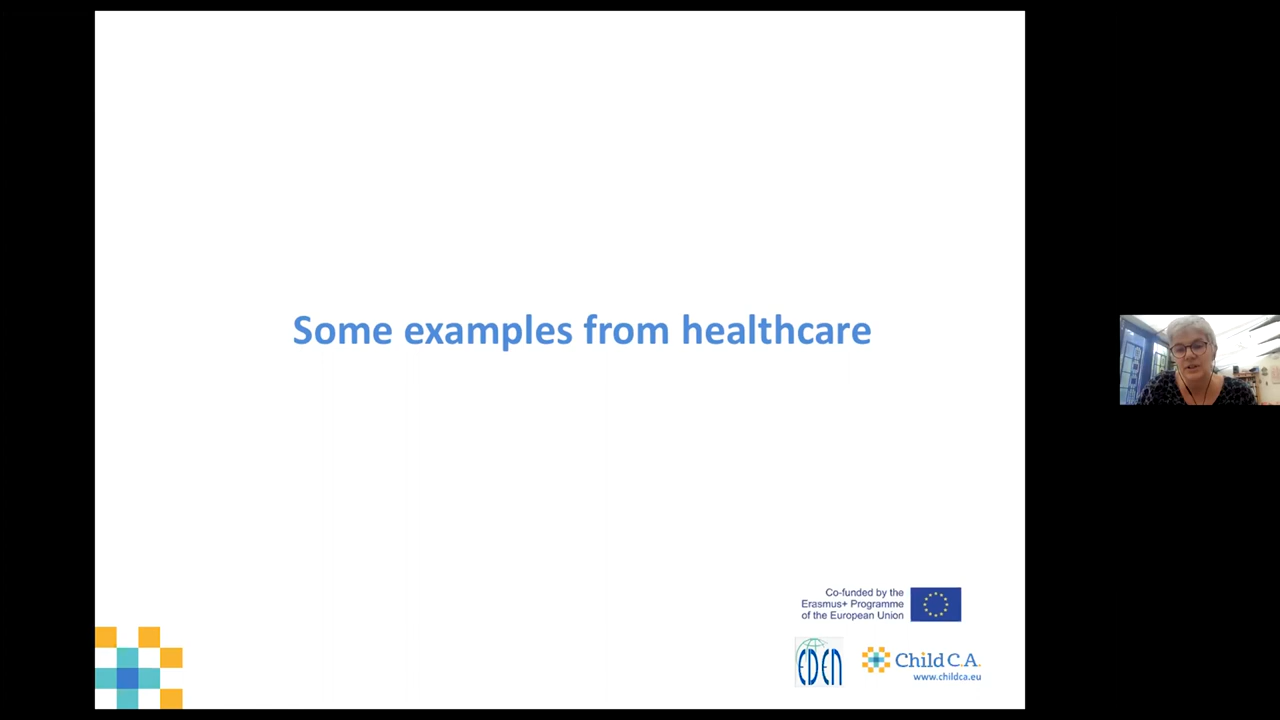 Some examples from healthcare
Co-funded by the
Erasmus+ Programme
of the European Union
EDEN
Child C.A.
www.childca.eu